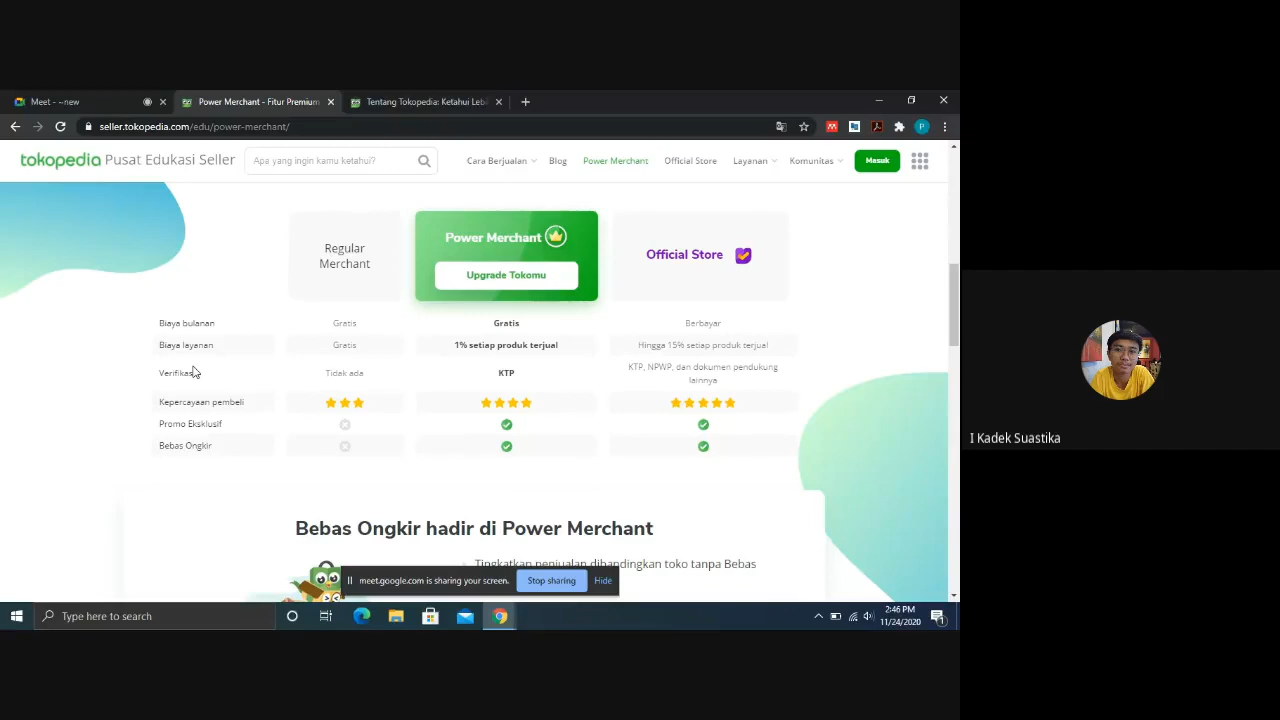 Meet - ~new
Power Merchant - Fitur Premium
Tentang Tokopedia: Ketahui Lebi
seller.tokopedia.com/edu/power-merchant/
tokopedia Pusat Edukasi Seller
Apa yang ingin kamu ketahui?
Cara Berjualan
Blog
Power Merchant
Official Store
Layanan
Komunitas
Masuk
Regular Merchant
Power Merchant
Upgrade Tokomu
Official Store
Biaya bulanan Gratis Gratis Berbayar
Biaya layanan Gratis 1% setiap produk terjual Hingga 15% setiap produk terjual
Verifikas Tidak ada KTP KTP, NPWP, dan dokumen pendukung lainnya
Kepercayaan pembeli
Promo Eksklusif
Bebas Ongkir
Bebas Ongkir hadir di Power Merchant
Tingkatkan penjualan dibandingkan toko tanpa Bebas
meet.google.com is sharing your screen.
Stop sharing
Hide
Type here to search
2:46 PM
11/24/2020
I Kadek Suastika